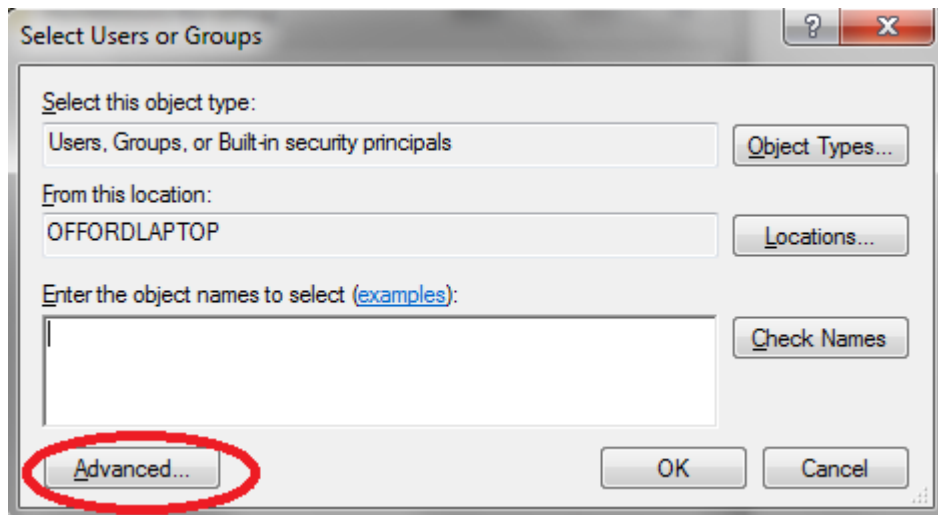 Select Users or Groups
Select this object type:
Users, Groups, or Built-in security principals
Object Types...
From this location:
OFFORDLAPTOP
Locations...
Enter the object names to select (examples):
Check Names
Advanced...
OK
Cancel